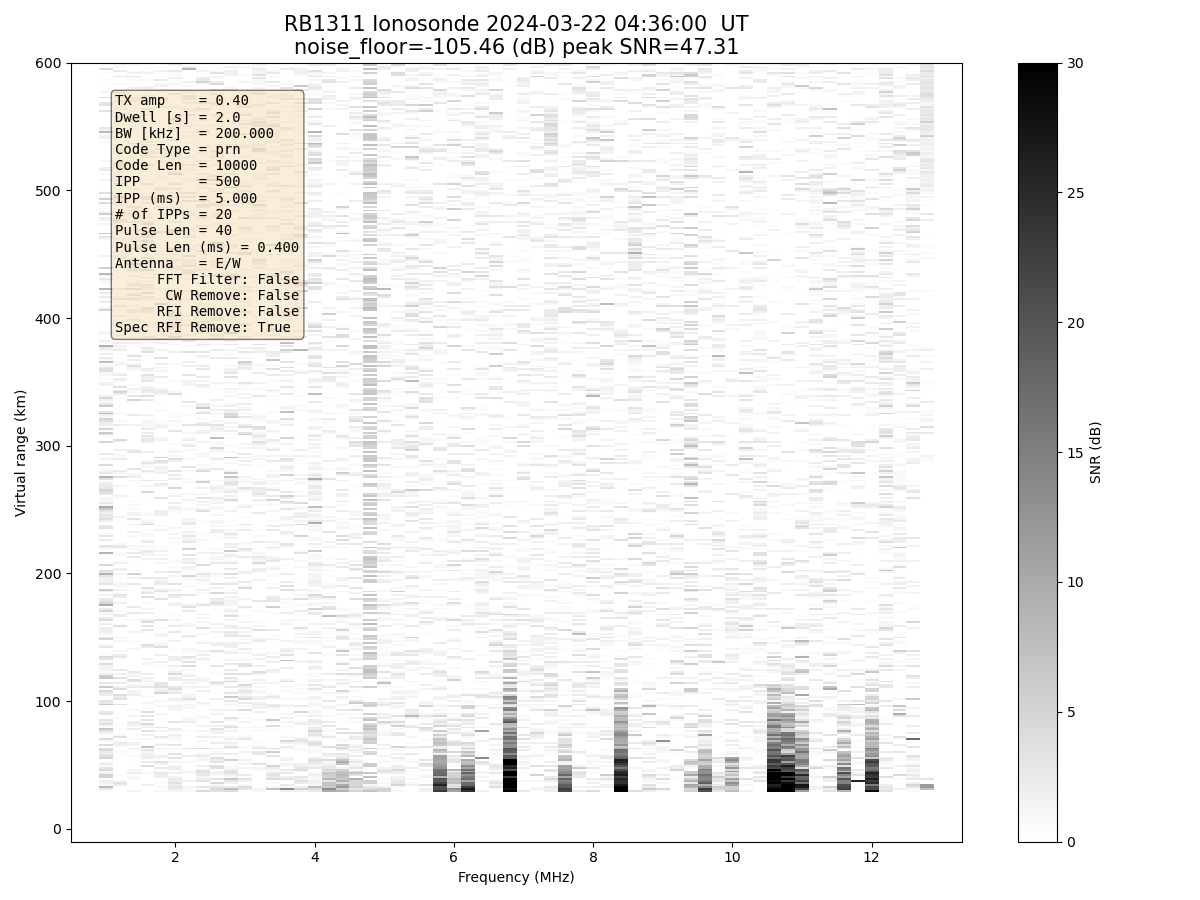 RB1311 Ionosonde 2024-03-22 04:36:00  UT
noise_floor=-105.46 (dB) peak SNR=47.31
TX amp    = 0.40
Dwell [s] = 2.0
BW [kHz]  = 200.000
Code Type = prn
Code Len  = 10000
IPP       = 500
IPP (ms)  = 5.000
# of IPPs = 20
Pulse Len = 40
Pulse Len (ms) = 0.400
Antenna   = E/W
FFT Filter: False
CW Remove: False
RFI Remove: False
Spec RFI Remove: True
600
500
400
300
200
100
0
Virtual range (km)
2
4
6
8
10
12
Frequency (MHz)
30
25
20
15
10
5
0
SNR (dB)